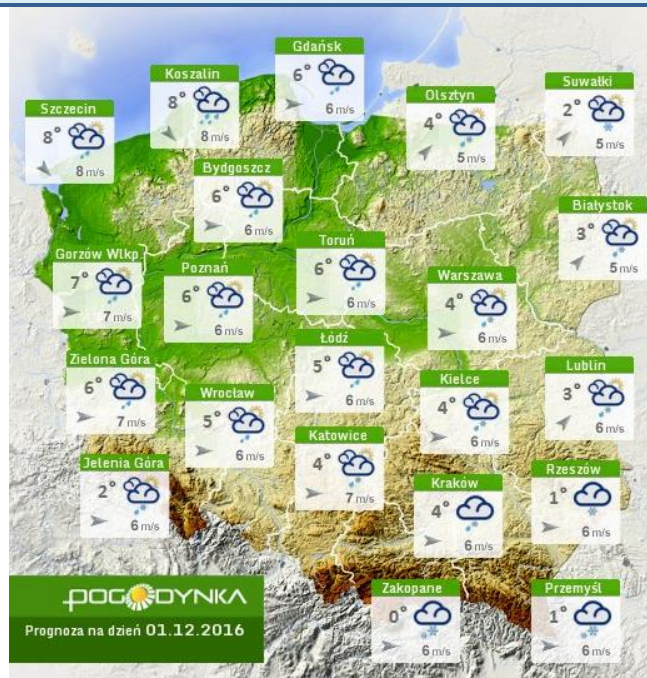 Gdańsk
6°
6 m/s
Koszalin
8°
8 m/s
Szczecin
8°
8 m/s
Olsztyn
4°
5 m/s
Suwałki
2°
5 m/s
Bydgoszcz
6°
6 m/s
Białystok
3°
5 m/s
Gorzów Wlkp.
7°
7 m/s
Poznań
6°
6 m/s
Toruń
6°
6 m/s
Warszawa
4°
6 m/s
Zielona Góra
6°
7 m/s
Wrocław
5°
6 m/s
Łódź
5°
6 m/s
Kielce
4°
6 m/s
Lublin
3°
6 m/s
Jelenia Góra
2°
6 m/s
Katowice
4°
7 m/s
Kraków
4°
6 m/s
Rzeszów
1°
6 m/s
Zakopane
0°
6 m/s
Przemyśl
1°
6 m/s
POGODYNKA
Prognoza na dzień 01.12.2016